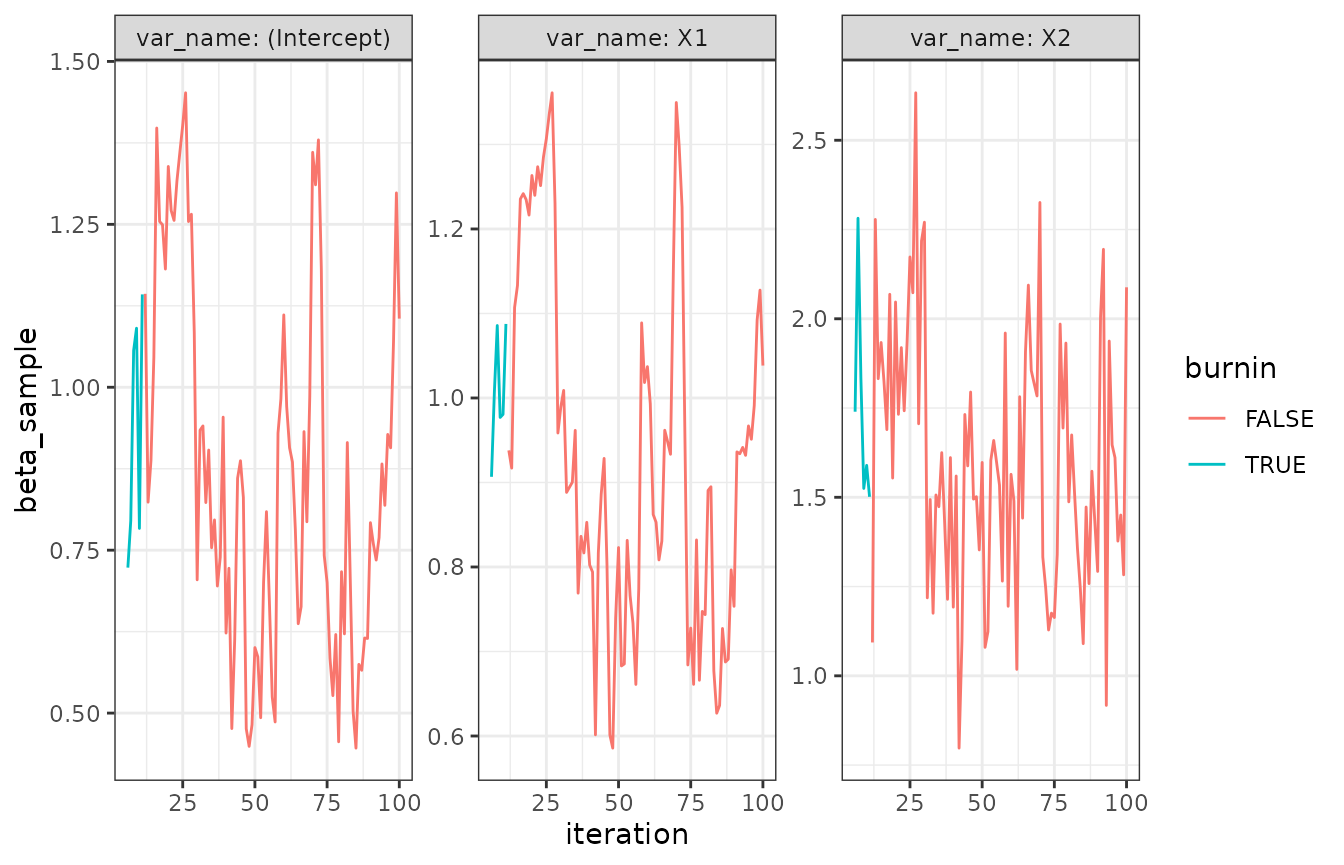 var_name: (Intercept) var_name: X1 var_name: X2
beta_sample
1.50
1.25
1.00
0.75
0.50
1.2
1.0
0.8
0.6
2.5
2.0
1.5
1.0
25 50 75 100 25 50 75 100 25 50 75 100
iteration
burnin
FALSE
TRUE